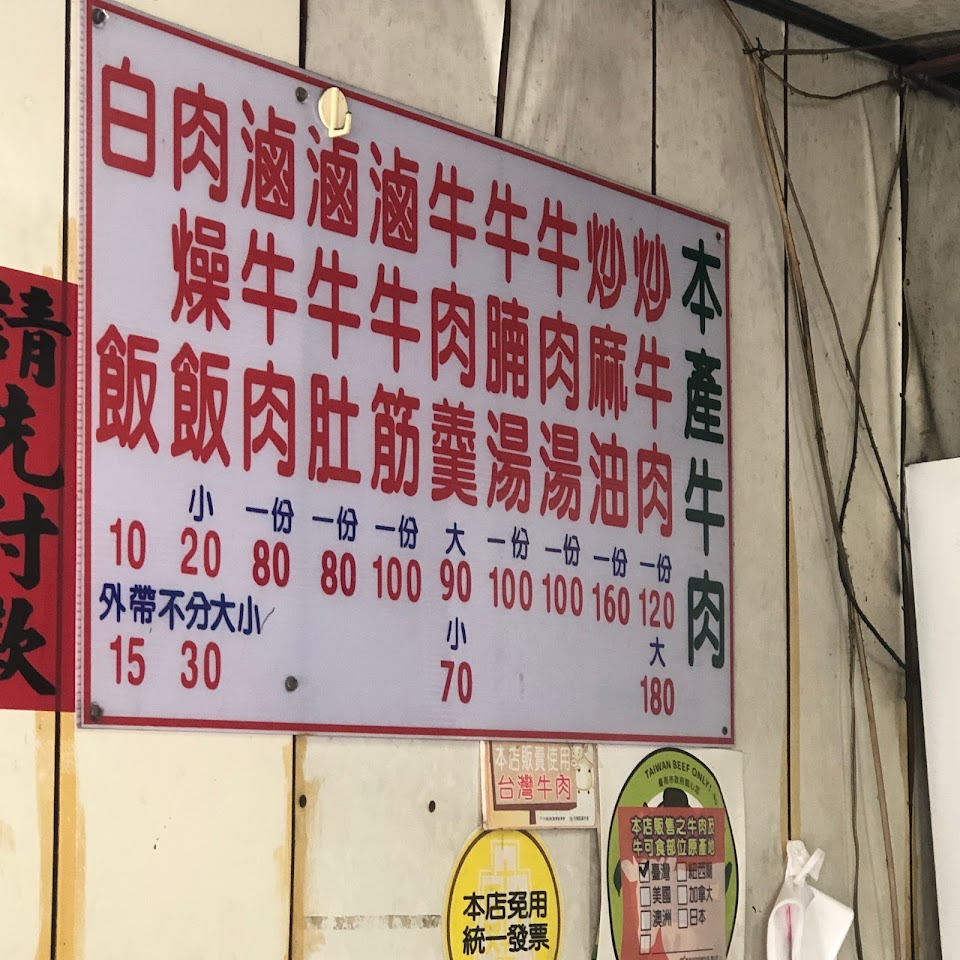 本產牛肉
炒牛肉 一份 120 大 180
炒麻油 一份 160
牛肉湯 一份 100
牛腩湯 一份 100
牛肉羹 大 90 小 70
滷牛筋 一份 100
滷牛肚 一份 80
滷牛肉 一份 80
肉燥飯 小 20 30
白飯 10 15
外帶不分大小
請先付款
本店販賣使用
台灣牛肉
本店免用
統一發票
TAIWAN BEEF ONLY!
本店販售之牛肉及
牛可食部位原產地
臺灣 紐西蘭
美國 加拿大
澳洲 日本